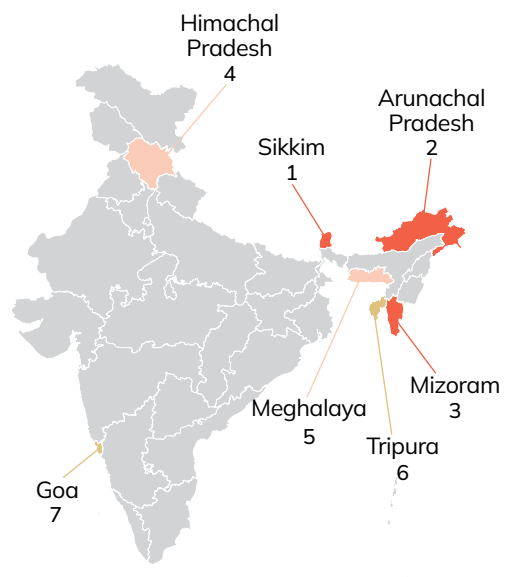 Himachal
Pradesh
4
Arunachal
Pradesh
2
Sikkim
1
Mizoram
3
Meghalaya
5
Tripura
6
Goa
7